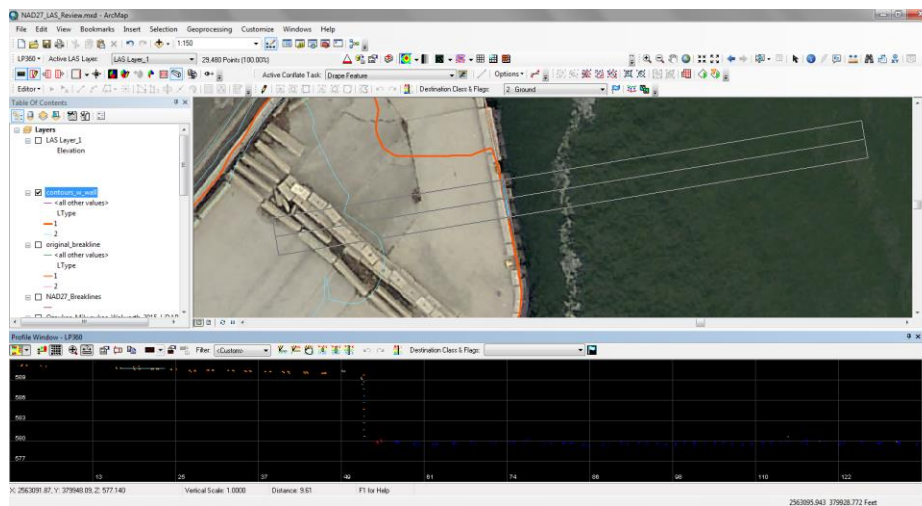 NAD27_LAS_Review.mxd - ArcMap
File Edit View Bookmarks Insert Selection Geoprocessing Customize Windows Help
1:150
LP360 Active LAS Layer: LAS Layer_1 29,480 Points (100.00%)
Active Conflate Task: Drape Feature Options
Editor Destination Class & Flags: 2 Ground
Table Of Contents
Layers
LAS Layer_1
Elevation
contours_w_wall
<all other values>
LType
1
2
original_breakline
<all other values>
LType
1
2
NAD27_Breaklines
Profile Window - LP360
Filter: <Custom> Destination Class & Flags:
589
586
583
580
577
13 25 37 49 61 74 86 98 110 122
X: 2563091.87, Y: 379948.09, Z: 577.140 Vertical Scale: 1.0000 Distance: 9.61 F1 for Help
2563095.943 379928.772 Feet